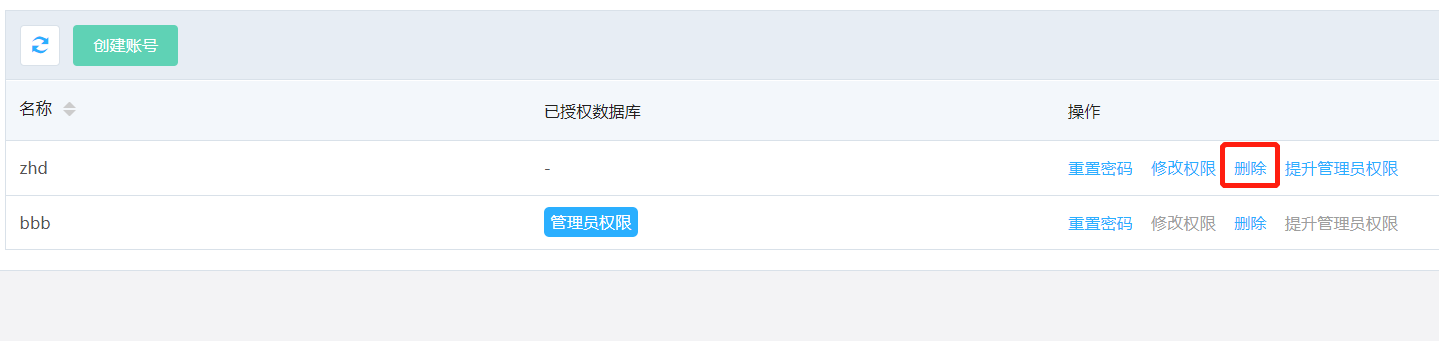 创建账号
名称 已授权数据库 操作
zhd - 重置密码 修改权限 删除 提升管理员权限
bbb 管理员权限 重置密码 修改权限 删除 提升管理员权限